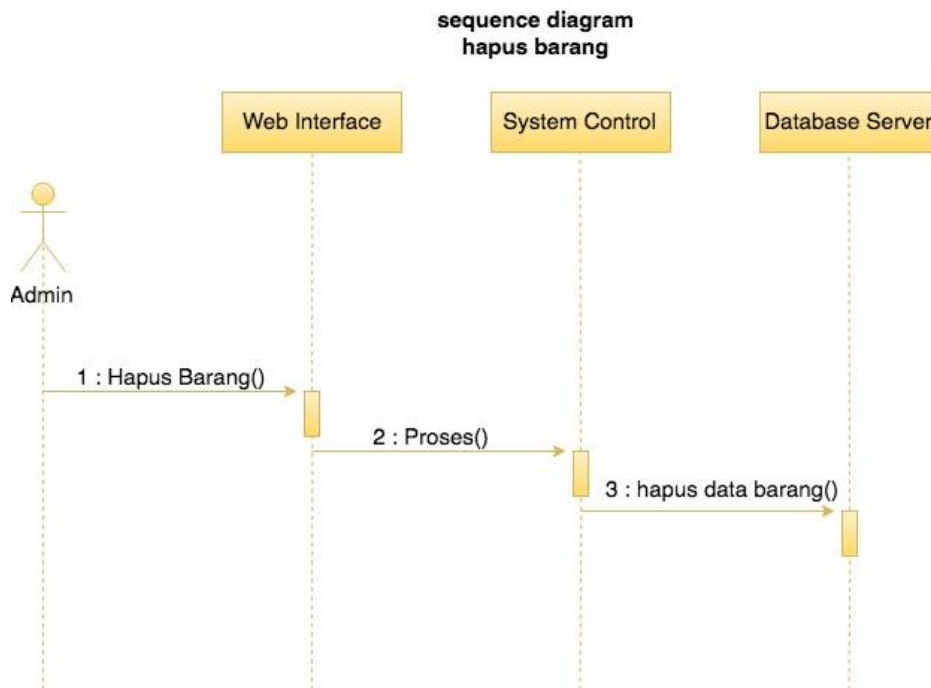 sequence diagram
hapus barang
Web Interface
System Control
Database Server
Admin
1 : Hapus Barang()
2 : Proses()
3 : hapus data barang()